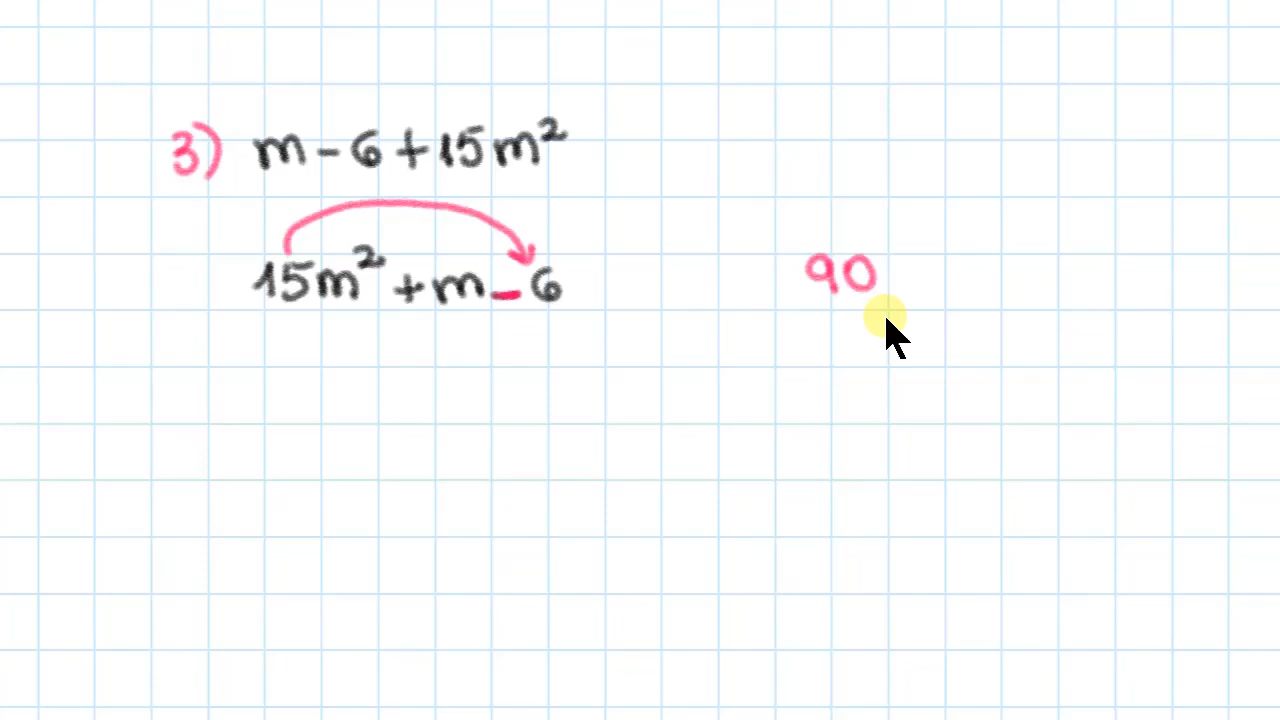 3) m - 6 + 15m²
15m² + m - 6
90